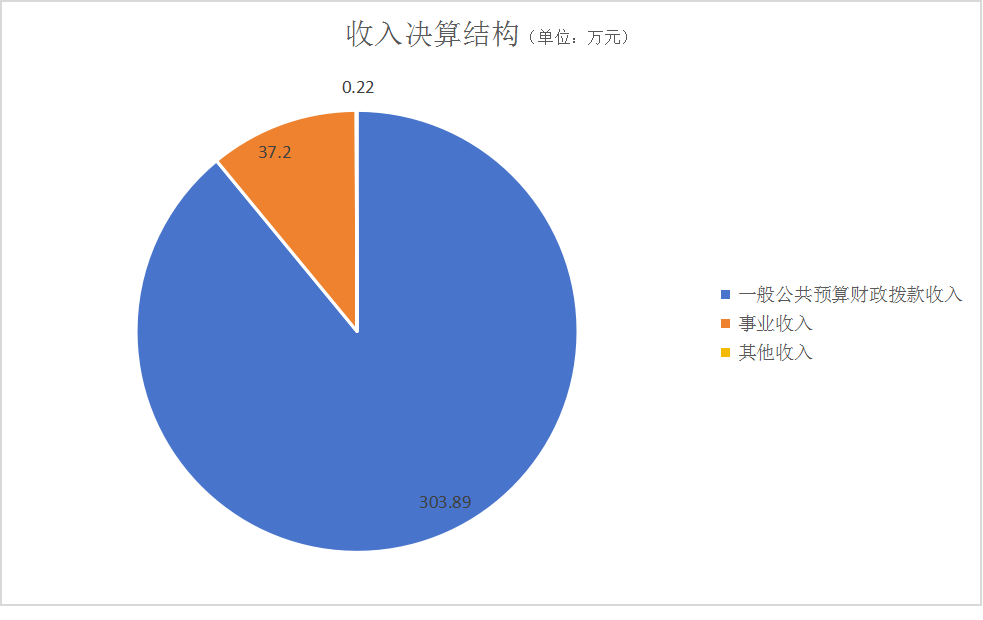 收入决算结构（单位：万元）
0.22
37.2
303.89
一般公共预算财政拨款收入
事业收入
其他收入